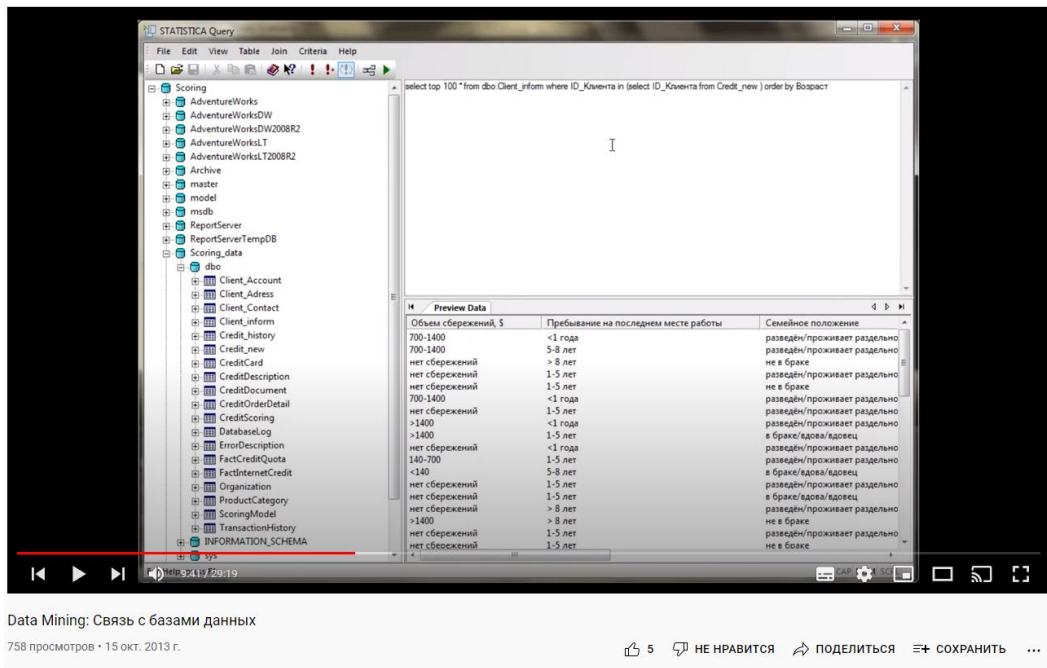 STATISTICA Query
File Edit View Table Join Criteria Help
Scoring
AdventureWorks
AdventureWorksDW
AdventureWorksDW2008R2
AdventureWorksLT
AdventureWorksLT2008R2
Archive
master
model
msdb
ReportServer
ReportServerTempDB
Scoring_data
dbo
Client_Account
Client_Adress
Client_Contact
Client_inform
Credit_history
Credit_new
CreditCard
CreditDescription
CreditDocument
CreditOrderDetail
CreditScoring
DatabaseLog
ErrorDescription
FactCreditQuota
FactInternetCredit
Organization
ProductCategory
ScoringModel
TransactionHistory
INFORMATION_SCHEMA
sys
select top 100 * from dbo.Client_inform where ID_Клиента in (select ID_Клиента from Credit_new ) order by Возраст
Preview Data
Объем сбережений, $ Пребывание на последнем месте работы Семейное положение
700-1400 <1 года разведён/проживает раздельно
700-1400 5-8 лет разведён/проживает раздельно
нет сбережений > 8 лет не в браке
нет сбережений 1-5 лет разведён/проживает раздельно
нет сбережений 1-5 лет не в браке
700-1400 <1 года разведён/проживает раздельно
нет сбережений 1-5 лет разведён/проживает раздельно
>1400 <1 года разведён/проживает раздельно
>1400 1-5 лет в браке/вдова/вдовец
нет сбережений <1 года разведён/проживает раздельно
140-700 1-5 лет разведён/проживает раздельно
<140 5-8 лет в браке/вдова/вдовец
нет сбережений 1-5 лет разведён/проживает раздельно
нет сбережений 1-5 лет в браке/вдова/вдовец
нет сбережений > 8 лет разведён/проживает раздельно
>1400 > 8 лет не в браке
нет сбережений 1-5 лет разведён/проживает раздельно
нет сбережений 1-5 лет не в браке
9:41 / 29:19
CAP
Data Mining: Связь с базами данных
758 просмотров • 15 окт. 2013 г.
5 НЕ НРАВИТСЯ ПОДЕЛИТЬСЯ СОХРАНИТЬ